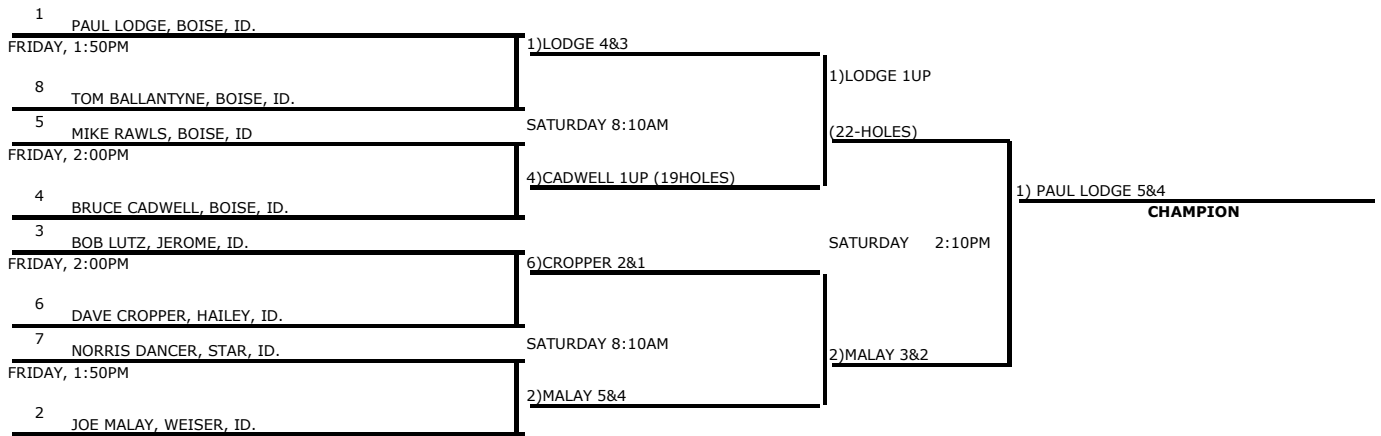 1
PAUL LODGE, BOISE, ID.
FRIDAY, 1:50PM
8
TOM BALLANTYNE, BOISE, ID.
5
MIKE RAWLS, BOISE, ID
FRIDAY, 2:00PM
4
BRUCE CADWELL, BOISE, ID.
3
BOB LUTZ, JEROME, ID.
FRIDAY, 2:00PM
6
DAVE CROPPER, HAILEY, ID.
7
NORRIS DANCER, STAR, ID.
FRIDAY, 1:50PM
2
JOE MALAY, WEISER, ID.
1)LODGE 4&3
SATURDAY 8:10AM
4)CADWELL 1UP (19HOLES)
6)CROPPER 2&1
SATURDAY 8:10AM
2)MALAY 5&4
1)LODGE 1UP
(22-HOLES)
SATURDAY 2:10PM
2)MALAY 3&2
1) PAUL LODGE 5&4
CHAMPION